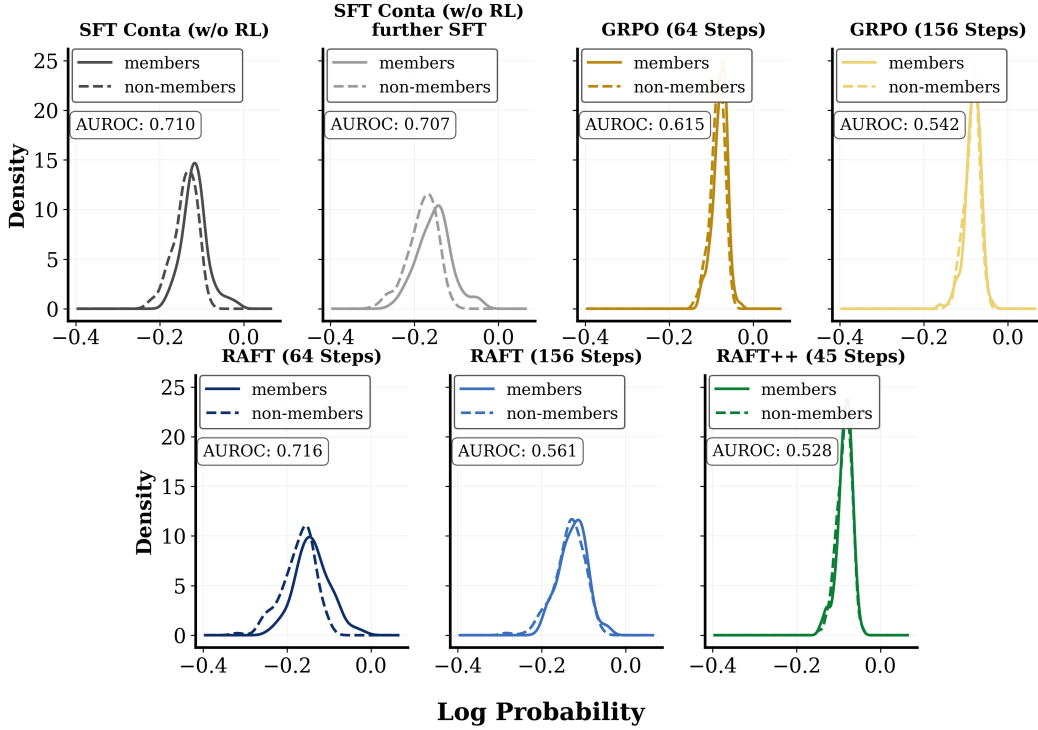 SFT Conta (w/o RL)
SFT Conta (w/o RL)
further SFT
GRPO (64 Steps)
GRPO (156 Steps)
members
non-members
AUROC: 0.710
members
non-members
AUROC: 0.707
members
non-members
AUROC: 0.615
members
non-members
AUROC: 0.542
Density
25
20
15
10
5
0
−0.4 −0.2 0.0
−0.4 −0.2 0.0
−0.4 −0.2 0.0
−0.4 −0.2 0.0
RAFT (64 Steps)
RAFT (156 Steps)
RAFT++ (45 Steps)
members
non-members
AUROC: 0.716
members
non-members
AUROC: 0.561
members
non-members
AUROC: 0.528
Density
25
20
15
10
5
0
−0.4 −0.2 0.0
−0.4 −0.2 0.0
−0.4 −0.2 0.0
Log Probability